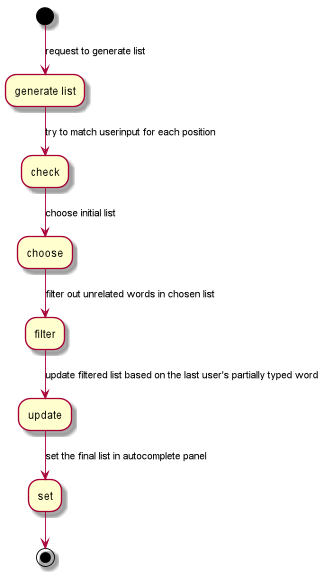 request to generate list
generate list
try to match userinput for each position
check
choose initial list
choose
filter out unrelated words in chosen list
filter
update filtered list based on the last user's partially typed word
update
set the final list in autocomplete panel
set